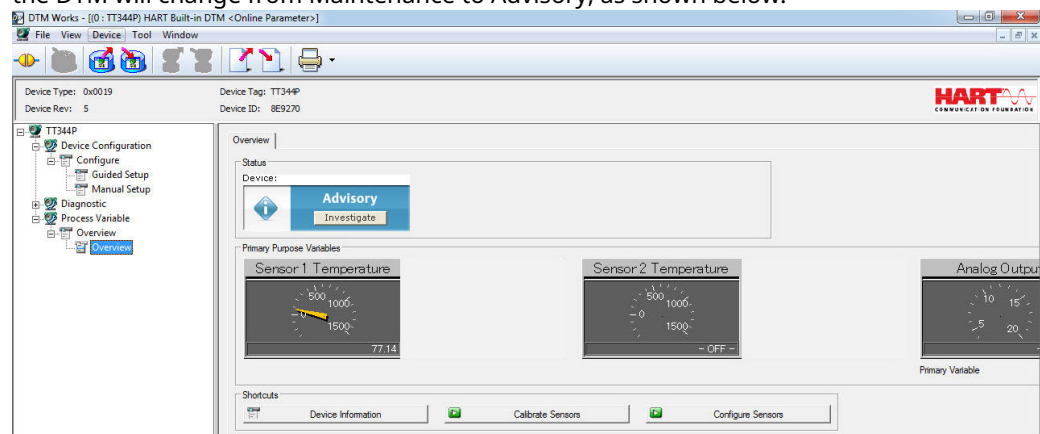 the DTM will change from Maintenance to Advisory, as shown below.
DTM Works - [(0 : TT344P) HART Built-in DTM <Online Parameter>]
File View Device Tool Window
Device Type: 0x0019 Device Tag: TT344P
Device Rev: 5 Device ID: 8E9270
HART
COMMUNICATION FOUNDATION
TT344P
Device Configuration
Configure
Guided Setup
Manual Setup
Diagnostic
Process Variable
Overview
Overview
Overview
Status
Device:
Advisory
Investigate
Primary Purpose Variables
Sensor 1 Temperature
500
1000
0
1500
77.14
Sensor 2 Temperature
500
1000
0
1500
- OFF -
Analog Outpu
10 15
5 20
Primary Variable
Shortcuts
Device Information Calibrate Sensors Configure Sensors